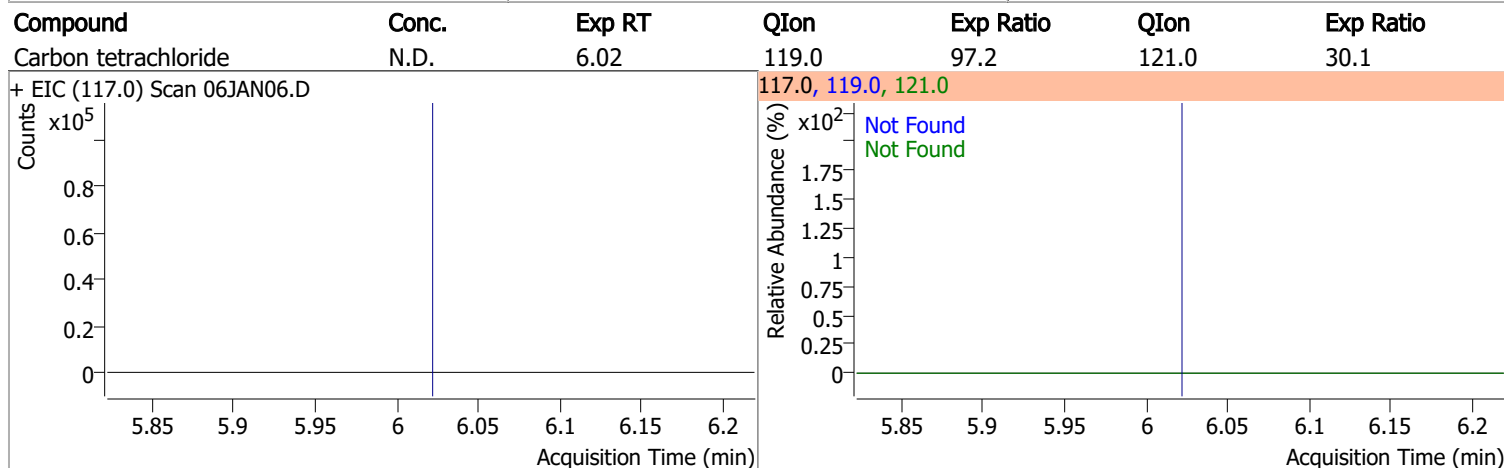 Compound Conc. Exp RT QIon Exp Ratio QIon Exp Ratio
Carbon tetrachloride N.D. 6.02 119.0 97.2 121.0 30.1
+ EIC (117.0) Scan 06JAN06.D
Counts
x10⁵
0.8
0.6
0.4
0.2
0
5.85 5.9 5.95 6 6.05 6.1 6.15 6.2
Acquisition Time (min)
117.0, 119.0, 121.0
Relative Abundance (%)
x10²
Not Found
Not Found
1.75
1.5
1.25
1
0.75
0.5
0.25
0
5.85 5.9 5.95 6 6.05 6.1 6.15 6.2
Acquisition Time (min)